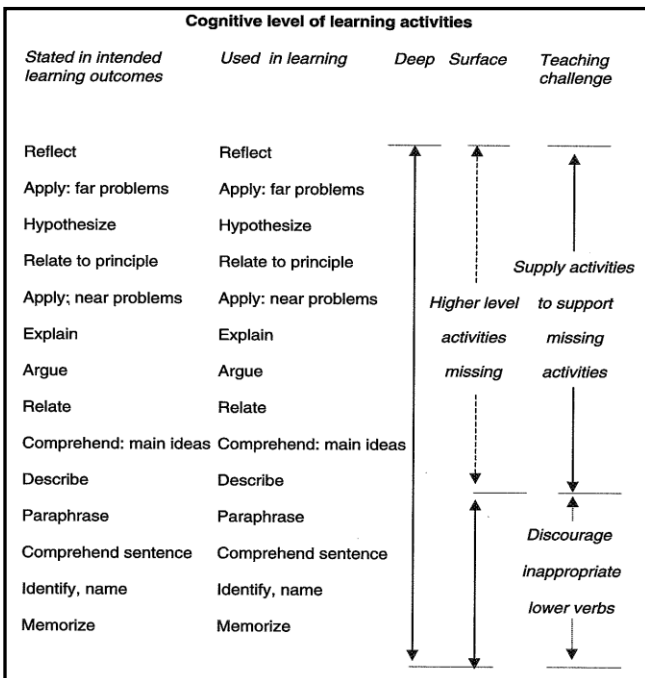 Cognitive level of learning activities
Stated in intended Used in learning Deep Surface Teaching
learning outcomes challenge
Reflect Reflect
Apply: far problems Apply: far problems
Hypothesize Hypothesize
Relate to principle Relate to principle Supply activities
Apply; near problems Apply: near problems Higher level to support
Explain Explain activities missing
Argue Argue missing activities
Relate Relate
Comprehend: main ideas Comprehend: main ideas
Describe Describe
Paraphrase Paraphrase Discourage
Comprehend sentence Comprehend sentence inappropriate
Identify, name Identify, name lower verbs
Memorize Memorize